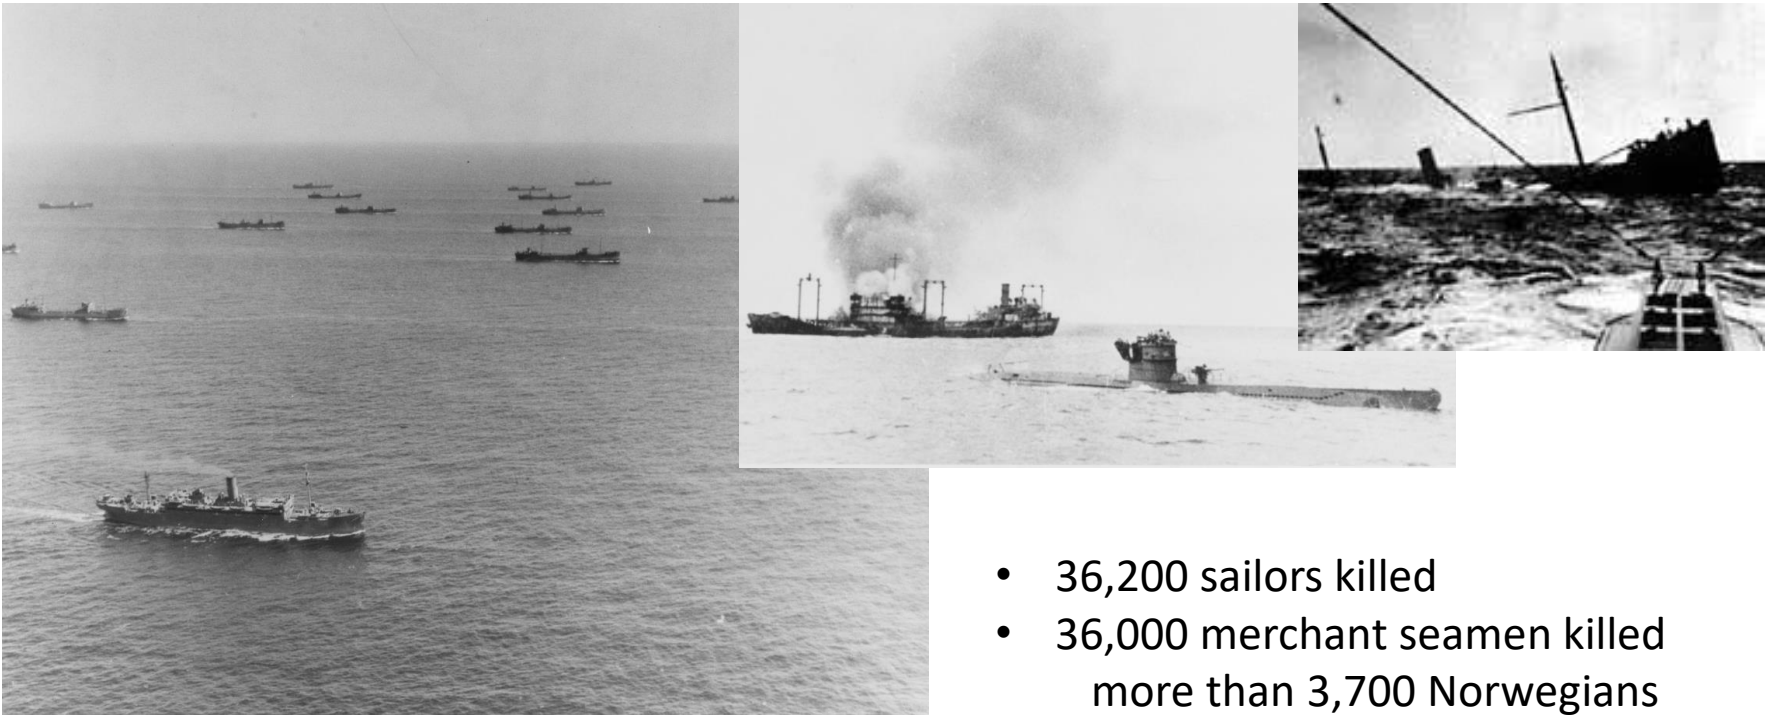 • 36,200 sailors killed
• 36,000 merchant seamen killed
more than 3,700 Norwegians